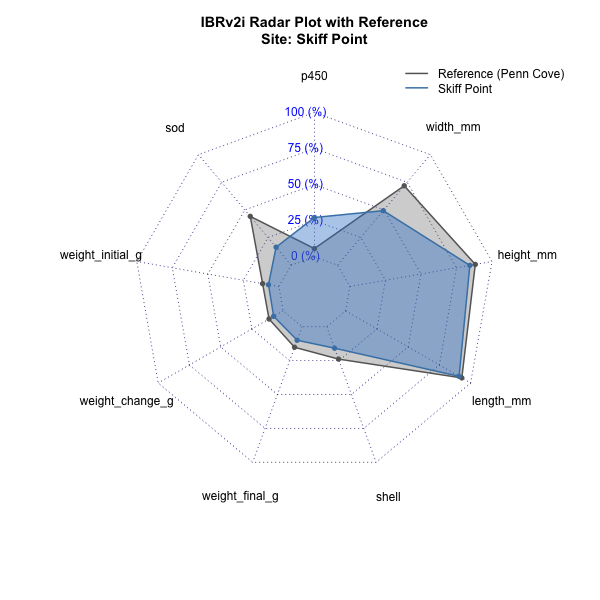 IBRv2i Radar Plot with Reference
Site: Skiff Point
p450
Reference (Penn Cove)
Skiff Point
100 (%)
sod
width_mm
75 (%)
50 (%)
25 (%)
0 (%)
weight_initial_g
height_mm
weight_change_g
length_mm
weight_final_g
shell